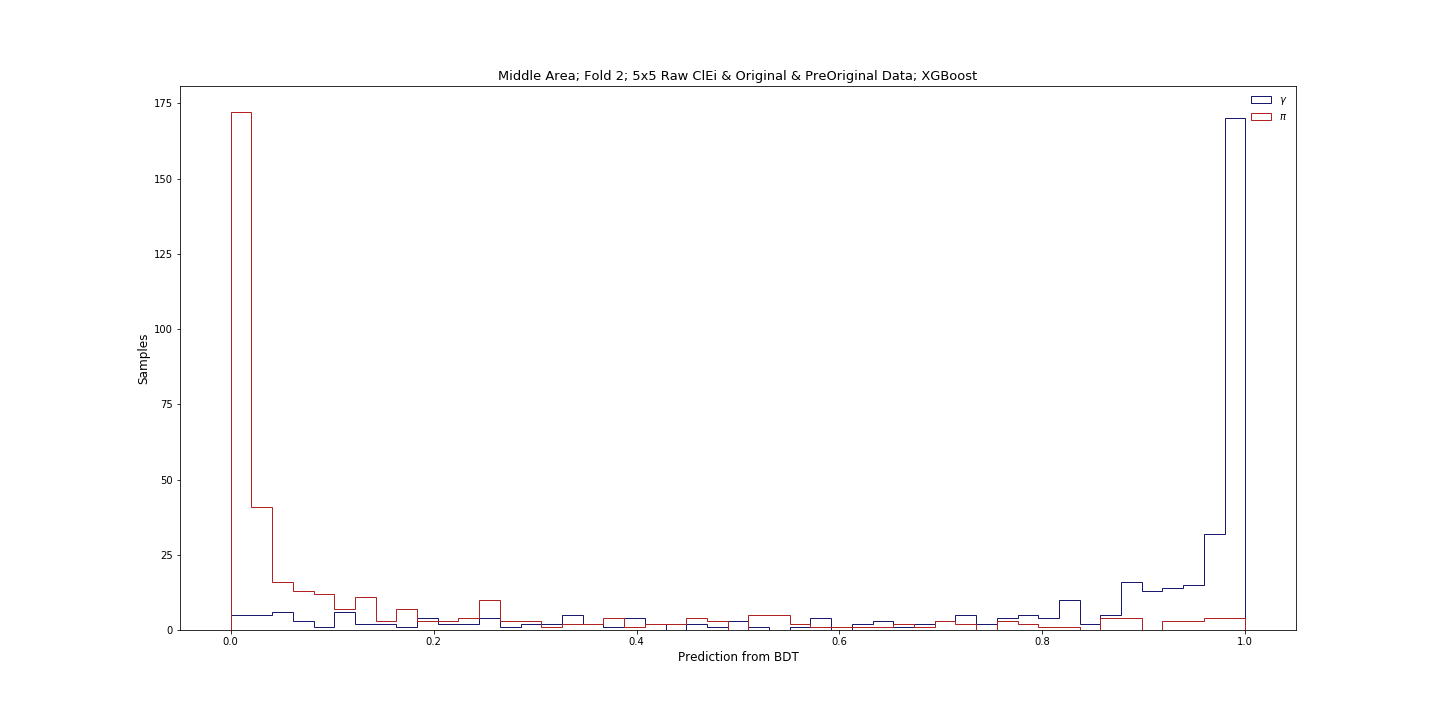 Middle Area; Fold 2; 5x5 Raw ClEi & Original & PreOriginal Data; XGBoost
γ
π
175
150
125
100
75
50
25
0
Samples
0.0 0.2 0.4 0.6 0.8 1.0
Prediction from BDT